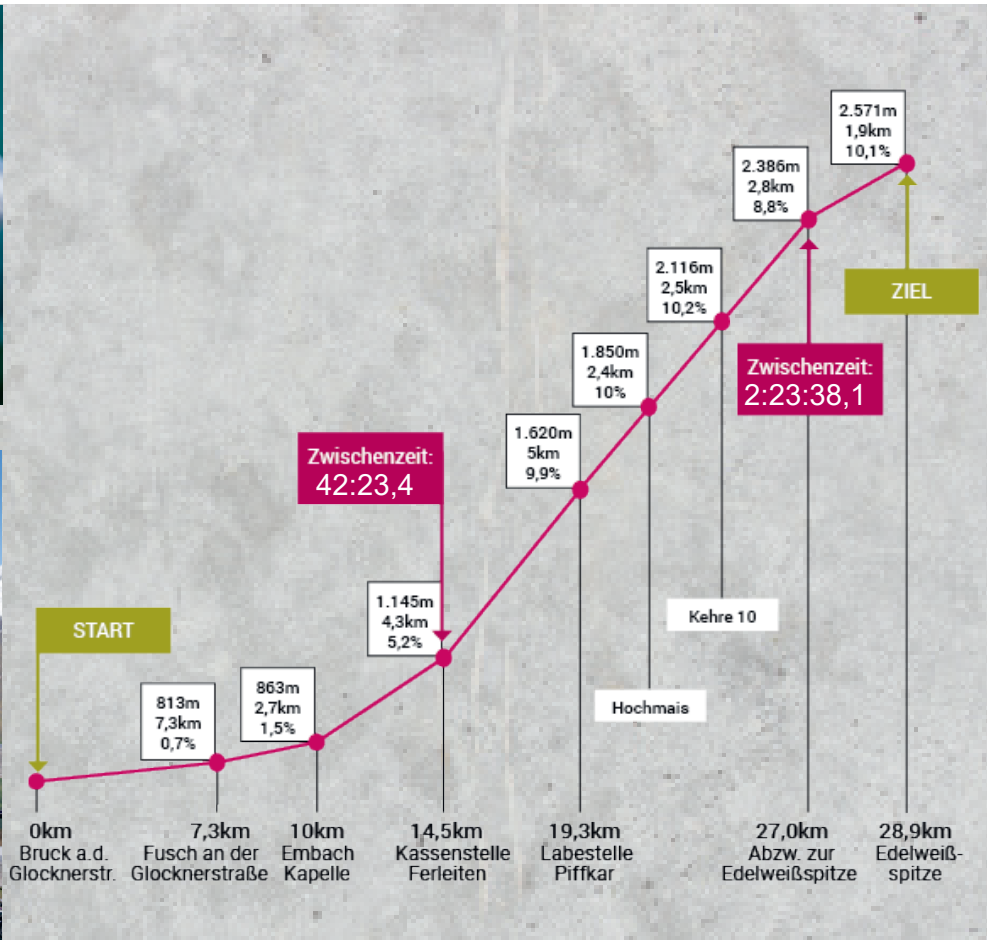 2.571m
1,9km
10,1%
2.386m
2,8km
8,8%
2.116m
2,5km
10,2%
ZIEL
1.850m
2,4km
10%
Zwischenzeit:
2:23:38,1
1.620m
5km
9,9%
Zwischenzeit:
42:23,4
1.145m
4,3km
5,2%
Kehre 10
START
863m
2,7km
1,5%
813m
7,3km
0,7%
Hochmais
0km
Bruck a.d.
Glocknerstr.
7,3km
Fusch an der
Glocknerstraße
10km
Embach
Kapelle
14,5km
Kassenstelle
Ferleiten
19,3km
Labestelle
Piffkar
27,0km
Abzw. zur
Edelweißspitze
28,9km
Edelweiß-
spitze